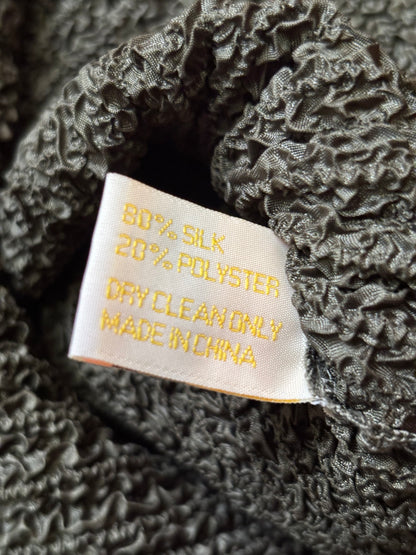 80% SILK
20% POLYSTER
DRY CLEAN ONLY
MADE IN CHINA